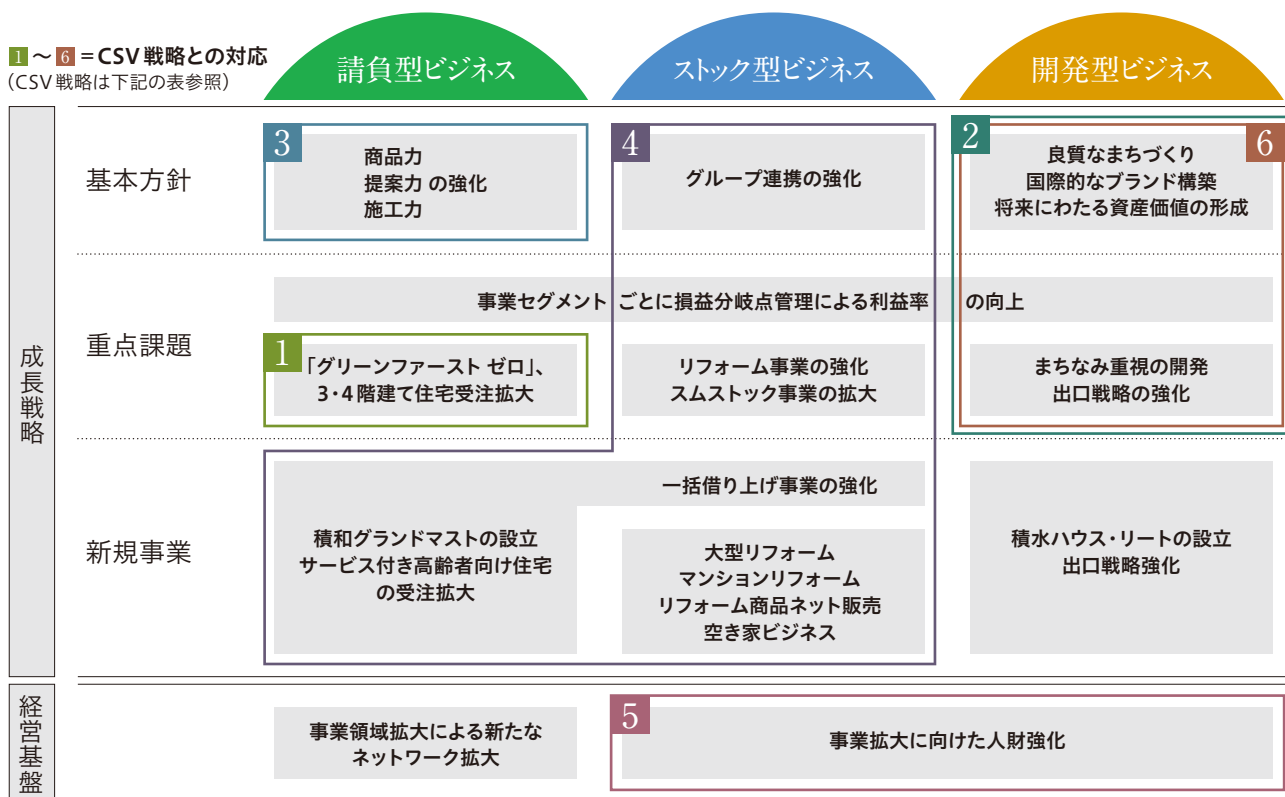 1 ～ 6 =CSV 戦略との対応
(CSV 戦略は下記の表参照)
請負型ビジネス
ストック型ビジネス
開発型ビジネス
成長戦略
基本方針
3
商品力
提案力 の強化
施工力
4
グループ連携の強化
2
6
良質なまちづくり
国際的なブランド構築
将来にわたる資産価値の形成
重点課題
事業セグメントごとに損益分岐点管理による利益率の向上
1
「グリーンファースト ゼロ」、
3・4 階建て住宅受注拡大
リフォーム事業の強化
スムストック事業の拡大
まちなみ重視の開発
出口戦略の強化
新規事業
一括借り上げ事業の強化
積和グランドマストの設立
サービス付き高齢者向け住宅
の受注拡大
大型リフォーム
マンションリフォーム
リフォーム商品ネット販売
空き家ビジネス
積水ハウス・リートの設立
出口戦略強化
経営基盤
事業領域拡大による新たな
ネットワーク拡大
5
事業拡大に向けた人財強化